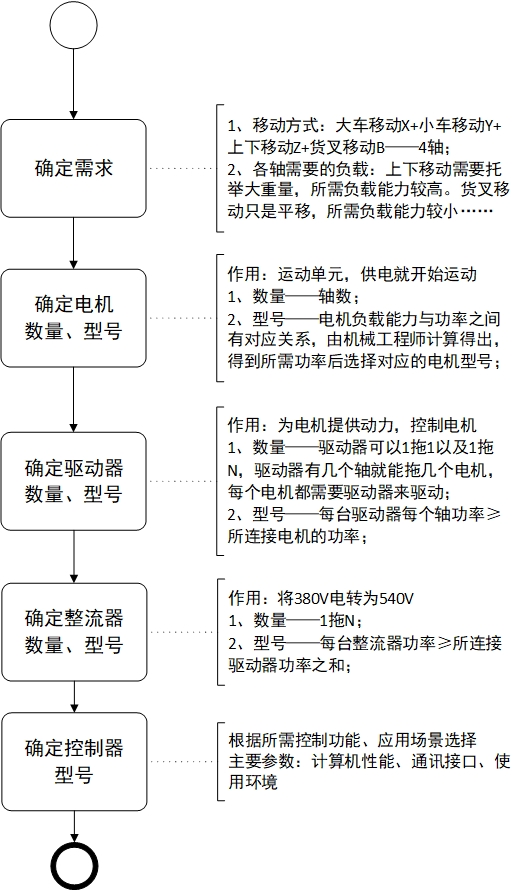 确定需求
1、移动方式：大车移动X+小车移动Y+
上下移动Z+货叉移动B——4轴；
2、各轴需要的负载：上下移动需要托
举大重量，所需负载能力较高。货叉移
动只是平移，所需负载能力较小……
确定电机
数量、型号
作用：运动单元，供电就开始运动
1、数量——轴数；
2、型号——电机负载能力与功率之间
有对应关系，由机械工程师计算得出，
得到所需功率后选择对应的电机型号；
确定驱动器
数量、型号
作用：为电机提供动力，控制电机
1、数量——驱动器可以1拖1以及1拖
N，驱动器有几个轴就能拖几个电机，
每个电机都需要驱动器来驱动；
2、型号——每台驱动器每个轴功率≥
所连接电机的功率；
确定整流器
数量、型号
作用：将380V电转为540V
1、数量——1拖N；
2、型号——每台整流器功率≥所连接
驱动器功率之和；
确定控制器
型号
根据所需控制功能、应用场景选择
主要参数：计算机性能、通讯接口、使
用环境